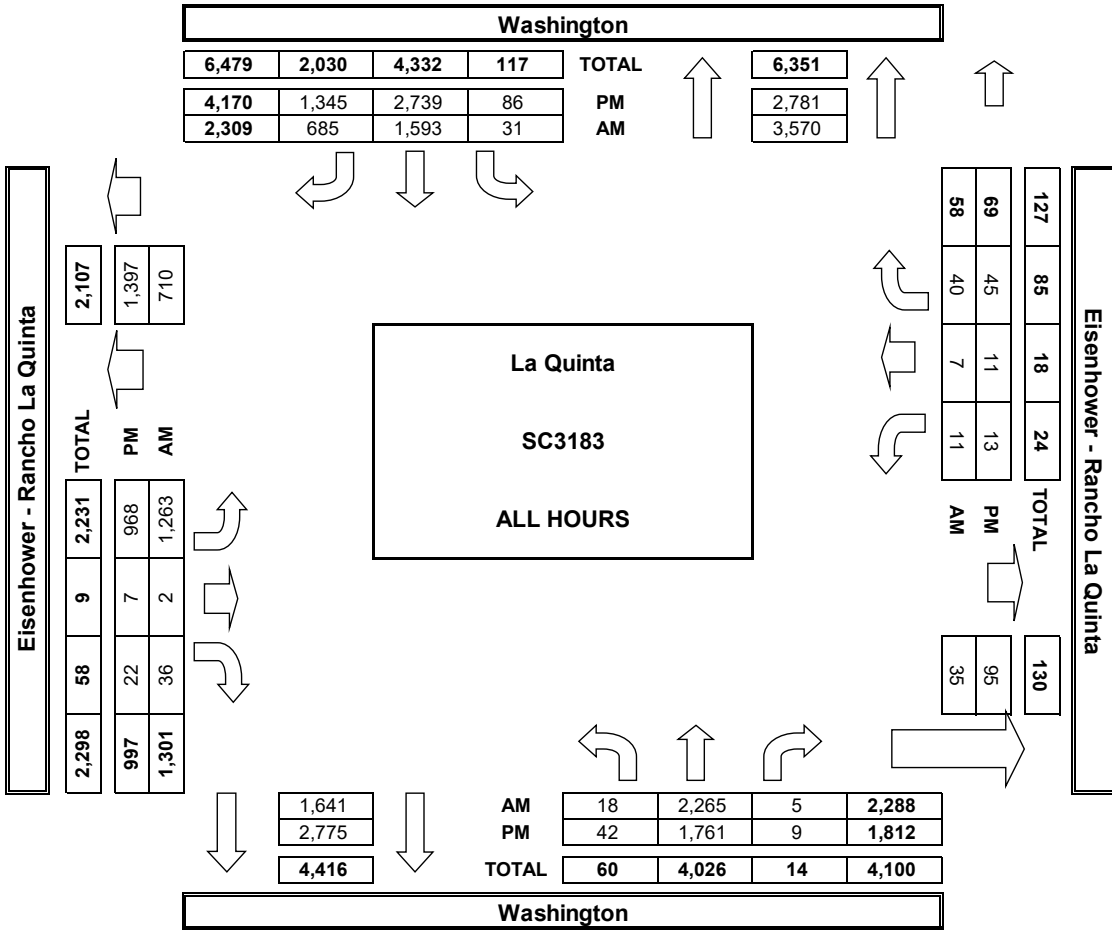 Washington
6,479 2,030 4,332 117 TOTAL 6,351
4,170 1,345 2,739 86 PM 2,781
2,309 685 1,593 31 AM 3,570
Eisenhower - Rancho La Quinta
2,107
1,397
710
TOTAL
PM
AM
2,231 9 58 2,298
968 7 22 997
1,263 2 36 1,301
La Quinta
SC3183
ALL HOURS
127 85 18 24 TOTAL
69 45 11 13 PM
58 40 7 11 AM
130
95
35
Eisenhower - Rancho La Quinta
1,641 AM 18 2,265 5 2,288
2,775 PM 42 1,761 9 1,812
4,416 TOTAL 60 4,026 14 4,100
Washington